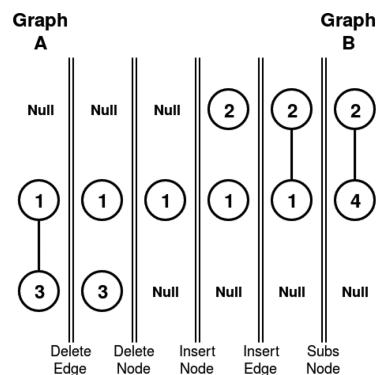 Graph Graph
A B
Null Null Null 2 2 2
1 1 1 1 1 4
3 3 Null Null Null Null
Delete Delete Insert Insert Subs
Edge Node Node Edge Node